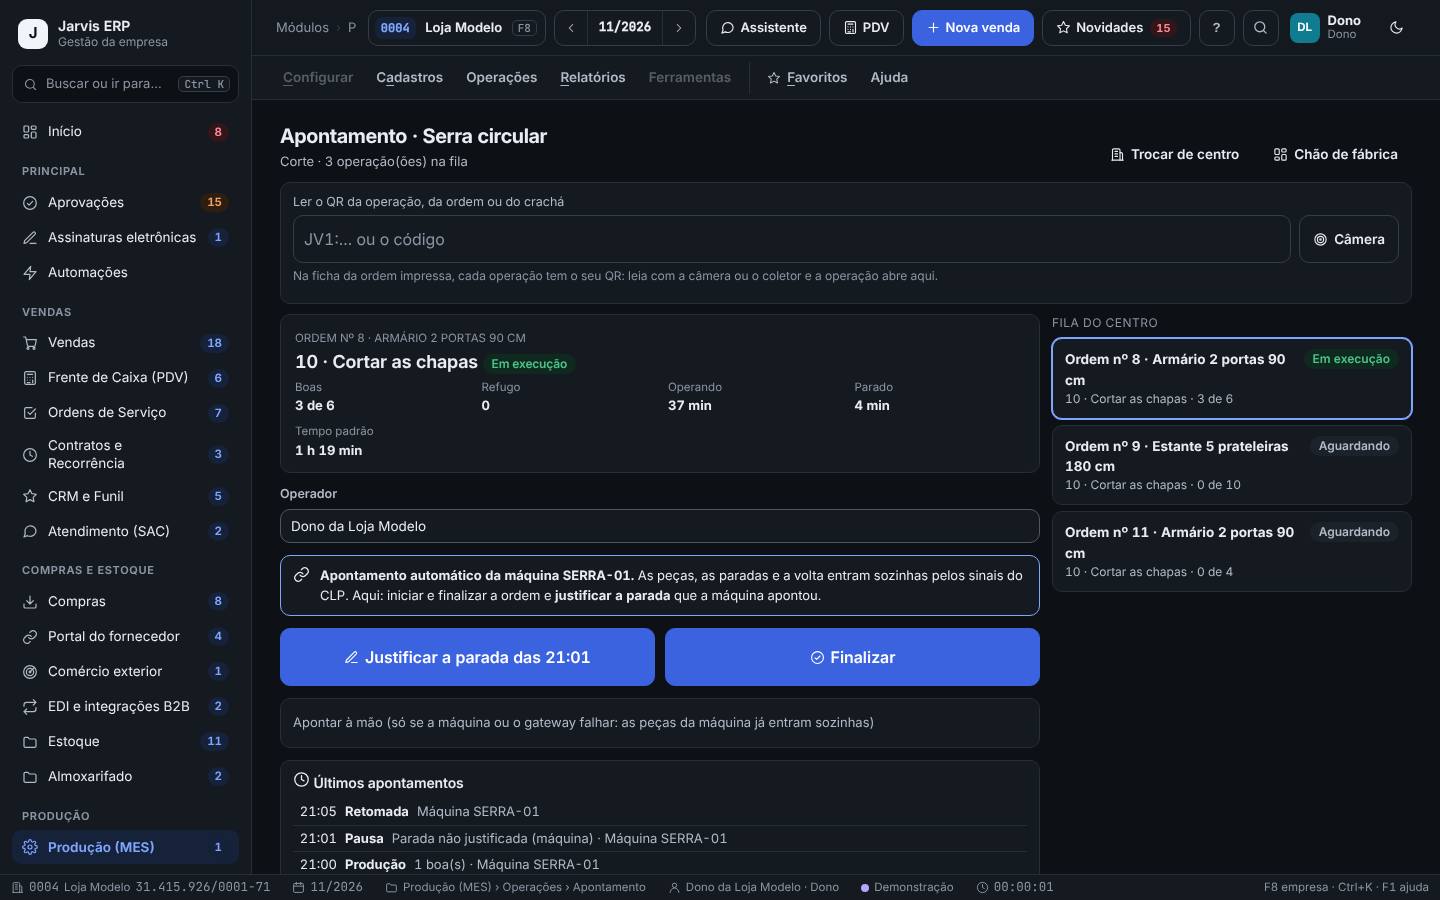 J
Jarvis ERP
Gestão da empresa
Buscar ou ir para...
Ctrl K
Início 8
PRINCIPAL
Aprovações 15
Assinaturas eletrônicas 1
Automações
VENDAS
Vendas 18
Frente de Caixa (PDV) 6
Ordens de Serviço 7
Contratos e
Recorrência 3
CRM e Funil 5
Atendimento (SAC) 2
COMPRAS E ESTOQUE
Compras 8
Portal do fornecedor 4
Comércio exterior 1
EDI e integrações B2B 2
Estoque 11
Almoxarifado 2
PRODUÇÃO
Produção (MES) 1
Módulos › P
0004 Loja Modelo F8
‹ 11/2026 ›
Assistente
PDV
+ Nova venda
Novidades 15
?
DL
Dono
Dono
Configurar Cadastros Operações Relatórios Ferramentas Favoritos Ajuda
Apontamento · Serra circular
Corte · 3 operação(ões) na fila
Trocar de centro
Chão de fábrica
Ler o QR da operação, da ordem ou do crachá
JV1:... ou o código
Câmera
Na ficha da ordem impressa, cada operação tem o seu QR: leia com a câmera ou o coletor e a operação abre aqui.
ORDEM Nº 8 · ARMÁRIO 2 PORTAS 90 CM
10 · Cortar as chapas Em execução
Boas Refugo Operando Parado
3 de 6 0 37 min 4 min
Tempo padrão
1 h 19 min
Operador
Dono da Loja Modelo
Apontamento automático da máquina SERRA-01. As peças, as paradas e a volta entram sozinhas pelos sinais do
CLP. Aqui: iniciar e finalizar a ordem e justificar a parada que a máquina apontou.
Justificar a parada das 21:01
Finalizar
Apontar à mão (só se a máquina ou o gateway falhar: as peças da máquina já entram sozinhas)
Últimos apontamentos
21:05 Retomada Máquina SERRA-01
21:01 Pausa Parada não justificada (máquina) · Máquina SERRA-01
21:00 Produção 1 boa(s) · Máquina SERRA-01
FILA DO CENTRO
Ordem nº 8 · Armário 2 portas 90
cm
Em execução
10 · Cortar as chapas · 3 de 6
Ordem nº 9 · Estante 5 prateleiras
180 cm
Aguardando
10 · Cortar as chapas · 0 de 10
Ordem nº 11 · Armário 2 portas 90
cm
Aguardando
10 · Cortar as chapas · 0 de 4
0004 Loja Modelo 31.415.926/0001-71
11/2026
Produção (MES) › Operações › Apontamento
Dono da Loja Modelo · Dono
Demonstração
00:00:01
F8 empresa · Ctrl+K · F1 ajuda